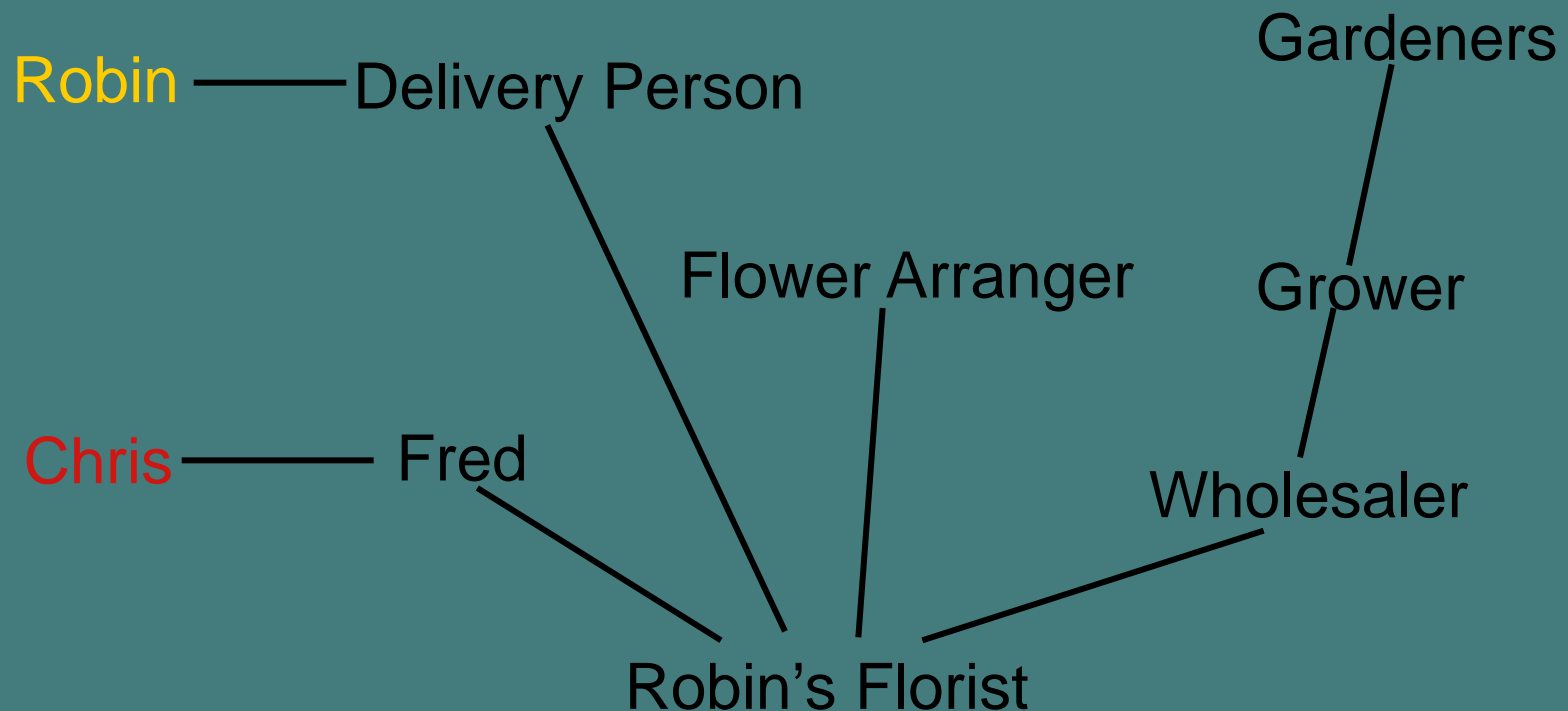 Gardeners
Robin
Delivery Person
Flower Arranger
Grower
Chris
Fred
Wholesaler
Robin’s Florist